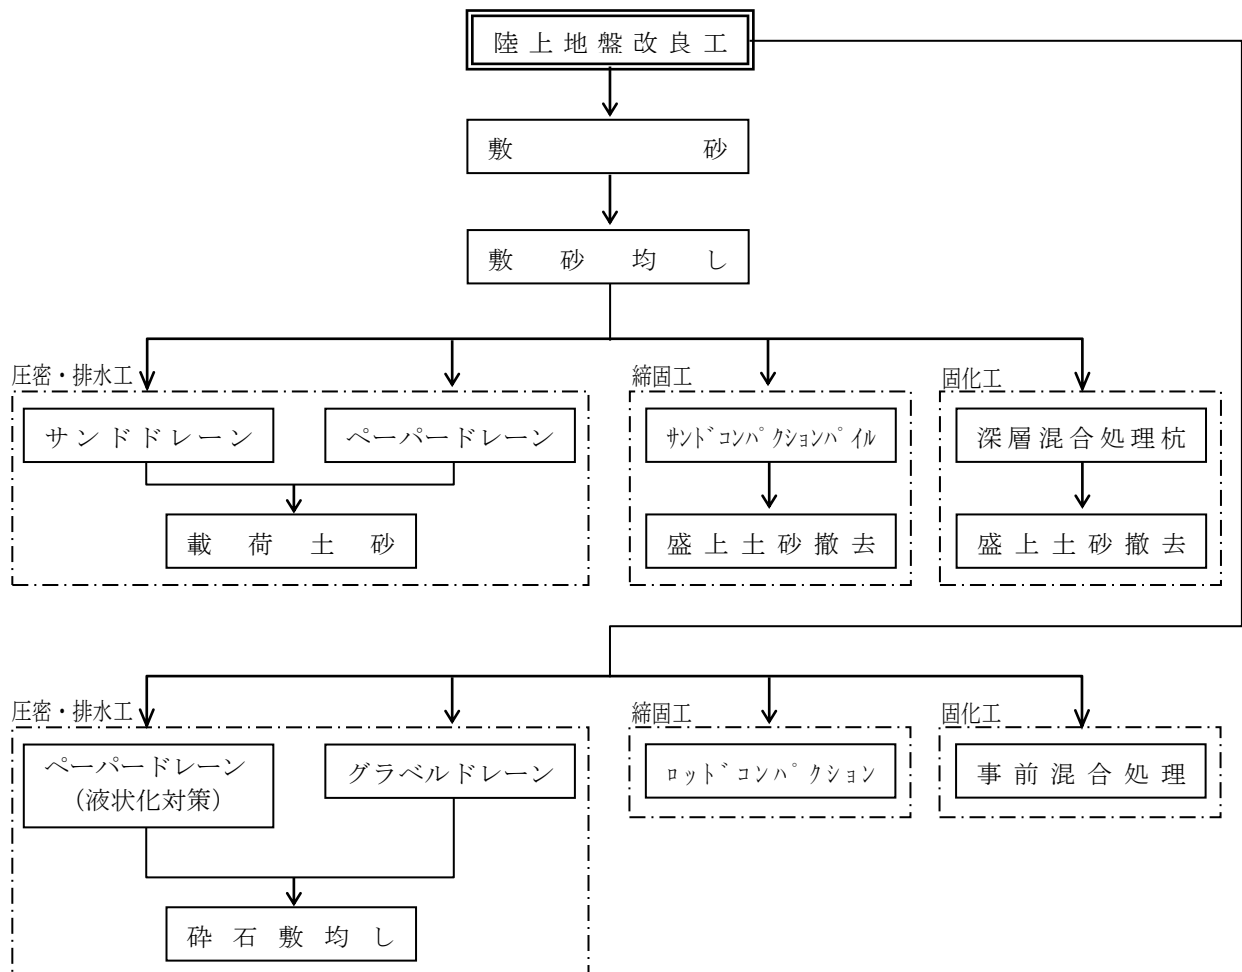 陸上地盤改良工
敷砂
敷砂均し
圧密・排水工
締固工
固化工
サンドドレーン
ペーパードレーン
ｻﾝﾄﾞｺﾝﾊﾟｸｼｮﾝﾊﾟｲﾙ
深層混合処理杭
載荷土砂
盛上土砂撤去
盛上土砂撤去
圧密・排水工
締固工
固化工
ペーパードレーン
（液状化対策）
グラベルドレーン
ﾛｯﾄﾞｺﾝﾊﾟｸｼｮﾝ
事前混合処理
砕石敷均し